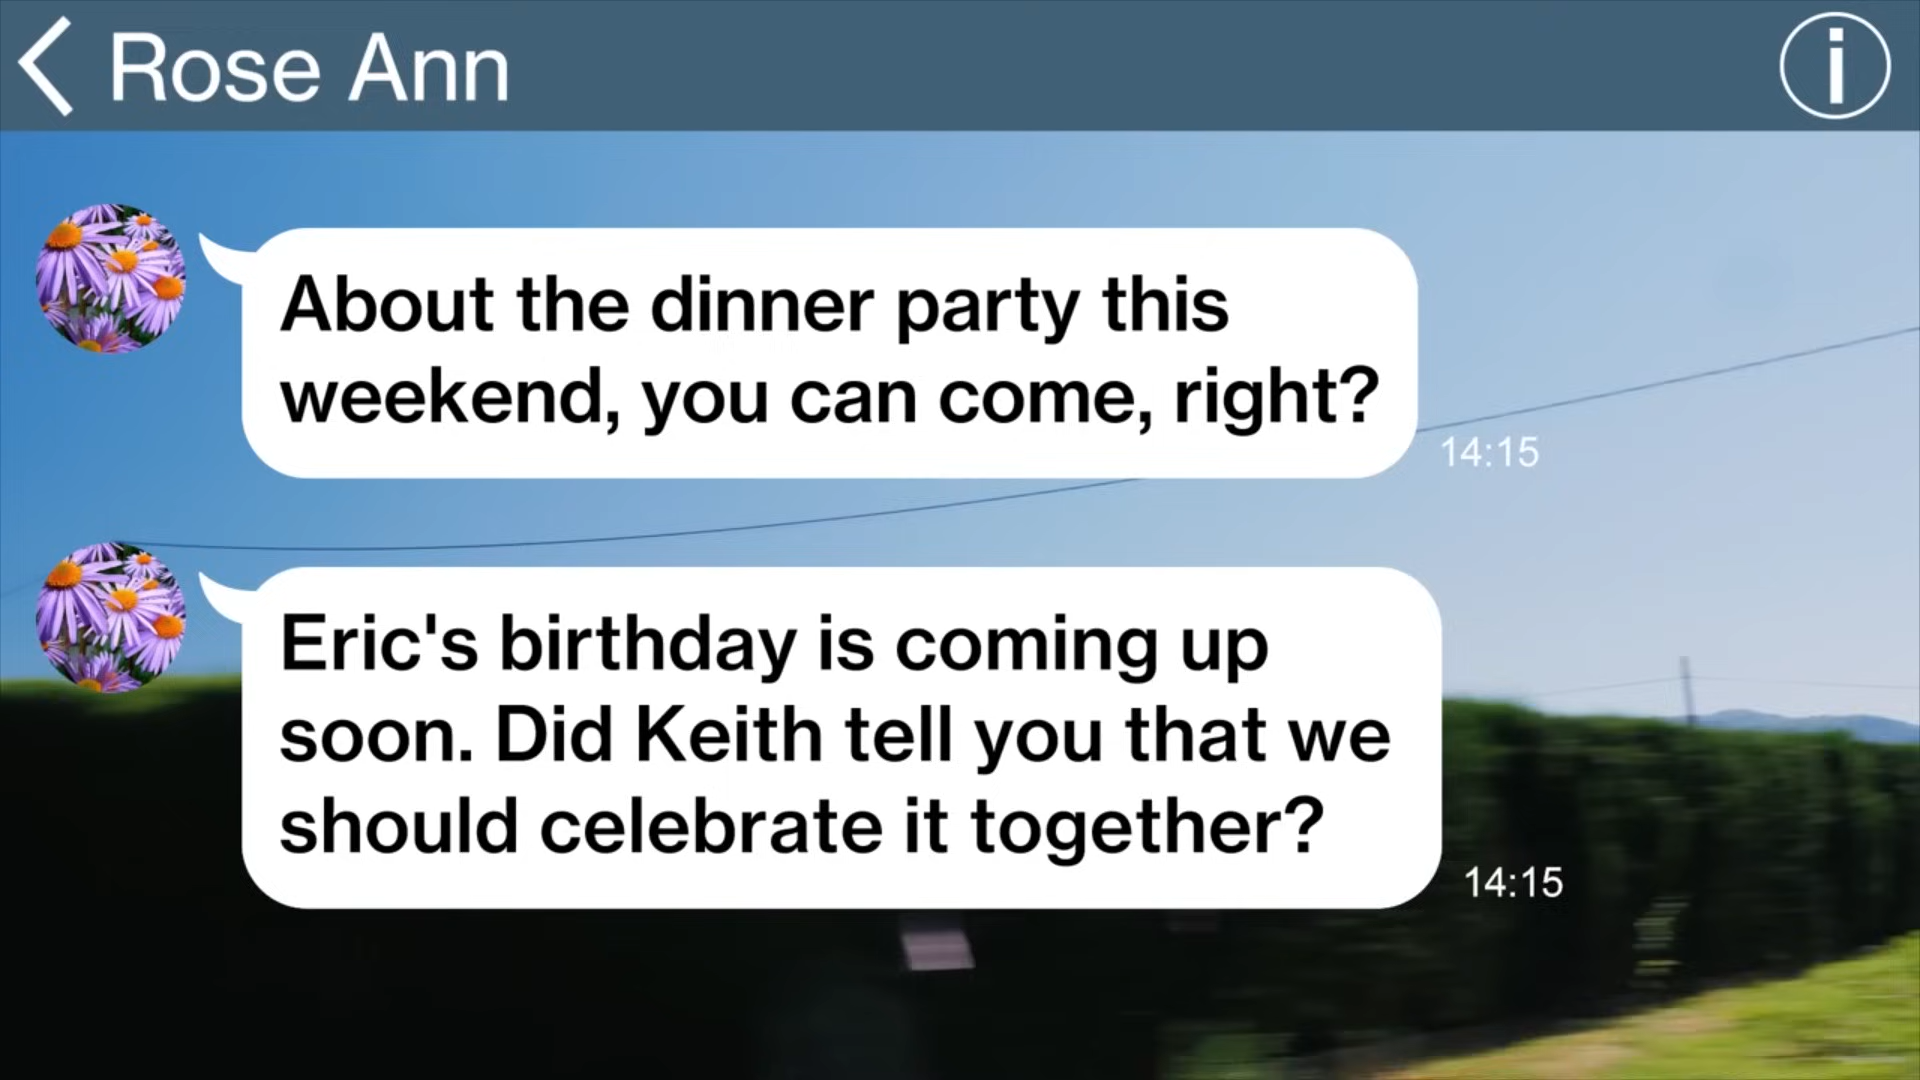 Rose Ann
About the dinner party this
weekend, you can come, right?
14:15
Eric's birthday is coming up
soon. Did Keith tell you that we
should celebrate it together?
14:15